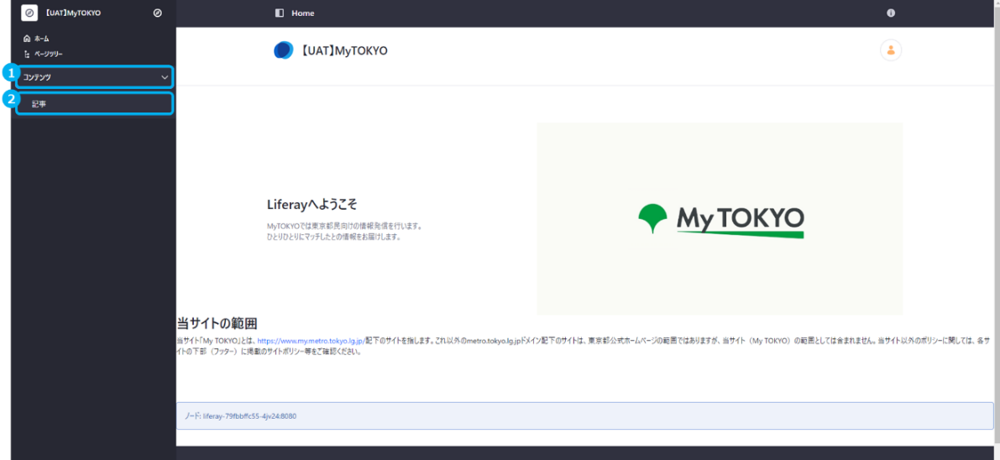 【UAT】MyTOKYO
Home
ホーム
ページツリー
1
コンテンツ
2
記事
【UAT】MyTOKYO
Liferayへようこそ
MyTOKYOでは東京都民向けの情報発信を行います。
ひとりひとりにマッチしたとの情報をお届けします。
My TOKYO
当サイトの範囲
当サイト「My TOKYO」とは、https://www.my.metro.tokyo.lg.jp/配下のサイトを指します。これ以外のmetro.tokyo.lg.jpドメイン配下のサイトは、東京都公式ホームページの範囲ではありますが、当サイト（My TOKYO）の範囲としては含まれません。当サイト以外のポリシーに関しては、各サ
イトの下部（フッター）に掲載のサイトポリシー等をご確認ください。
ノード: liferay-79fbbffc55-4jv24:8080